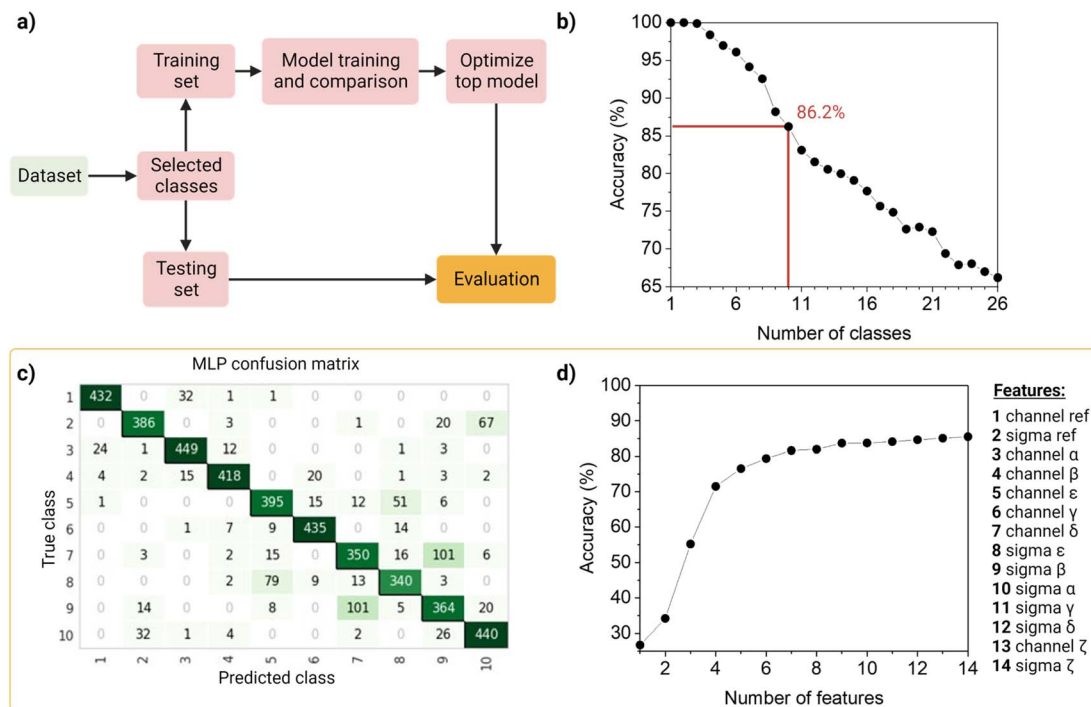 a)
Training
set
Model training
and comparison
Optimize
top model
Dataset
Selected
classes
Testing
set
Evaluation
b)
100
95
90
85
80
75
70
65
Accuracy (%)
86.2%
1 6 11 16 21 26
Number of classes
c)
MLP confusion matrix
True class
1 432 0 32 1 1 0 0 0 0 0
2 0 386 0 3 0 0 1 0 20 67
3 24 1 449 12 0 0 0 1 3 0
4 4 2 15 418 0 20 0 1 3 2
5 1 0 0 0 395 15 12 51 6 0
6 0 0 1 7 9 435 0 14 0 0
7 0 3 0 2 15 0 350 16 101 6
8 0 0 0 2 79 9 13 340 3 0
9 0 14 0 0 8 0 101 5 364 20
10 0 32 1 4 0 0 2 0 26 440
1 2 3 4 5 6 7 8 9 10
Predicted class
d)
100
90
80
70
60
50
40
30
Accuracy (%)
2 4 6 8 10 12 14
Number of features
Features:
1 channel ref
2 sigma ref
3 channel α
4 channel β
5 channel ε
6 channel γ
7 channel δ
8 sigma ε
9 sigma β
10 sigma α
11 sigma γ
12 sigma δ
13 channel ζ
14 sigma ζ